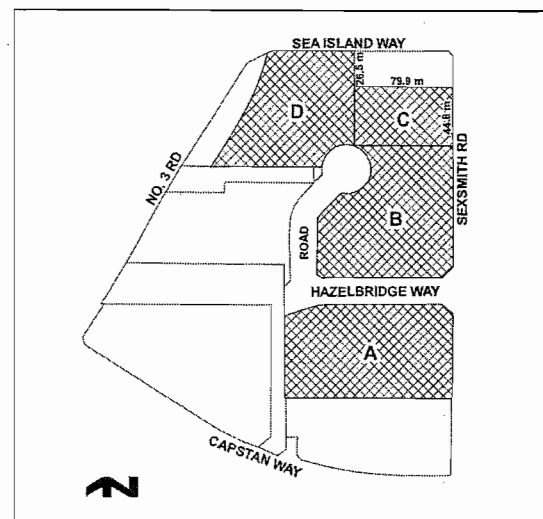 SEA ISLAND WAY
26.5 m
79.9 m
D
C
44.8 m
NO. 3 RD
SEXSMITH RD
B
ROAD
HAZELBRIDGE WAY
A
CAPSTAN WAY
N